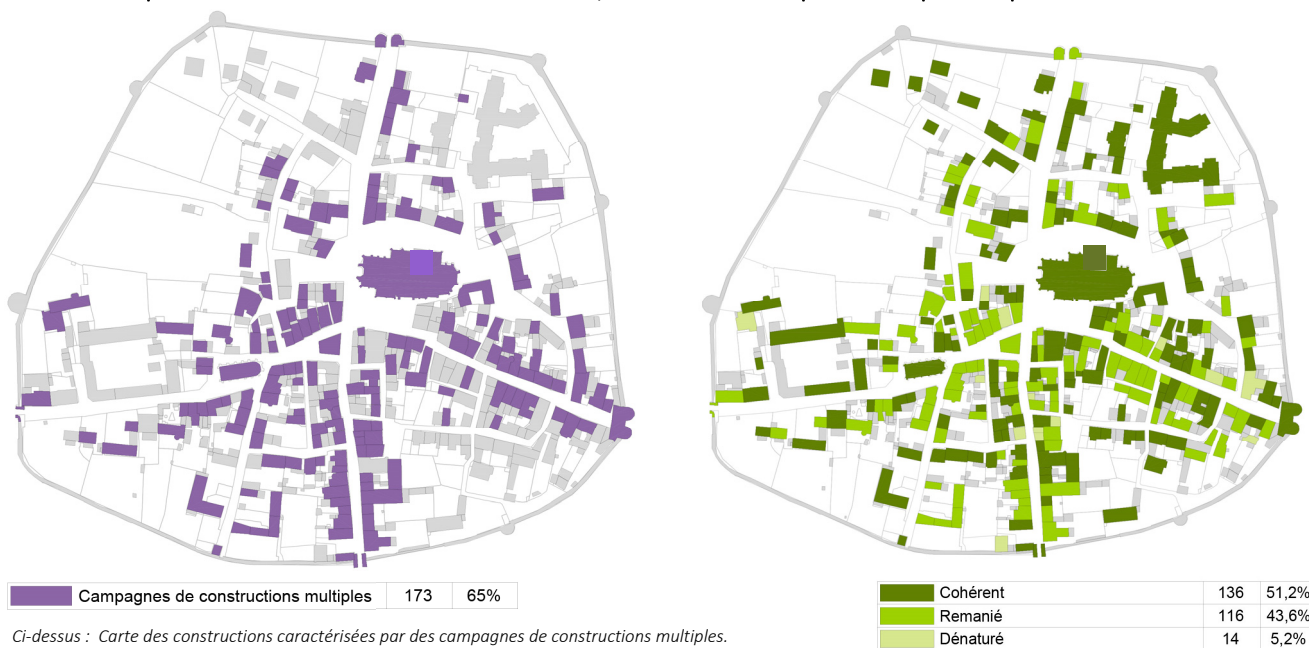 Campagnes de constructions multiples 173 65%
Ci-dessus : Carte des constructions caractérisées par des campagnes de constructions multiples.
Cohérent 136 51,2%
Remanié 116 43,6%
Dénaturé 14 5,2%